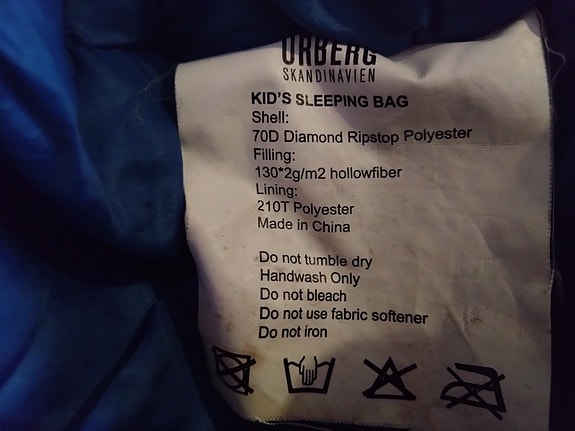 URBERG
SKANDINAVIEN
KID'S SLEEPING BAG
Shell:
70D Diamond Ripstop Polyester
Filling:
130*2g/m2 hollowfiber
Lining:
210T Polyester
Made in China
Do not tumble dry
Handwash Only
Do not bleach
Do not use fabric softener
Do not iron